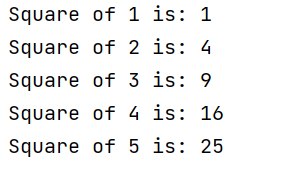 Square of 1 is: 1
Square of 2 is: 4
Square of 3 is: 9
Square of 4 is: 16
Square of 5 is: 25